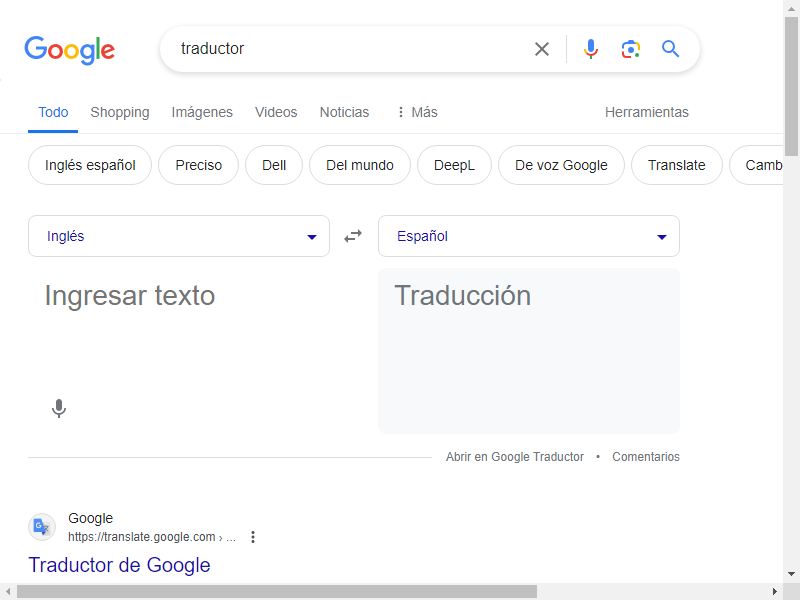 Google
traductor
Todo Shopping Imágenes Videos Noticias Más Herramientas
Inglés español Preciso Dell Del mundo DeepL De voz Google Translate Camb
Inglés Español
Ingresar texto Traducción
Abrir en Google Traductor • Comentarios
Google
https://translate.google.com › ...
Traductor de Google